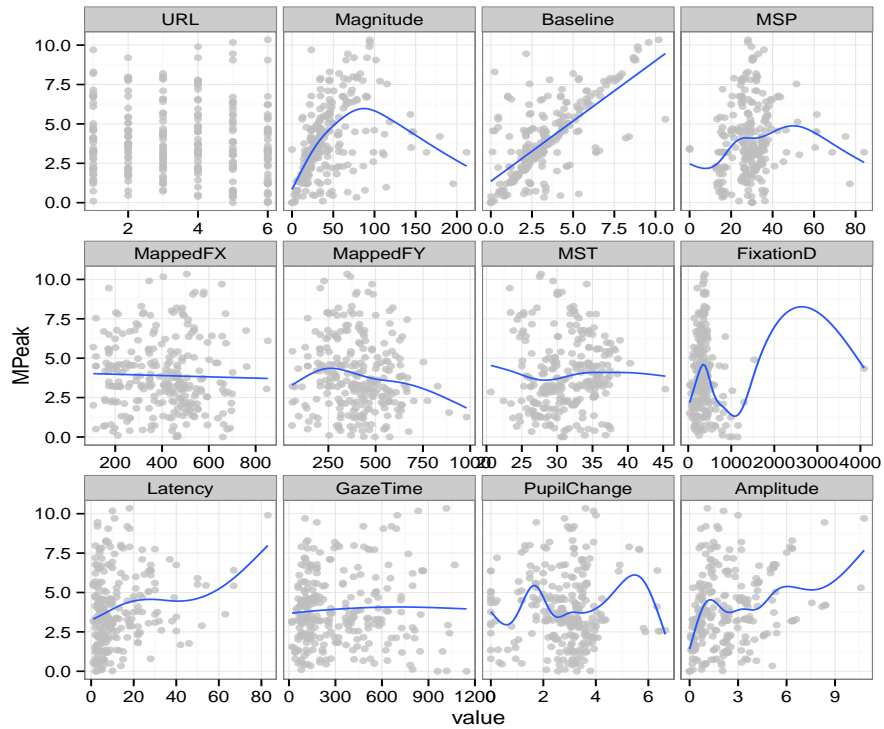 URL Magnitude Baseline MSP
10.0
7.5
5.0
2.5
0.0
2 4 6 0 50 100 150 200 0.0 2.5 5.0 7.5 10.0 0 20 40 60 80
MappedFX MappedFY MST FixationD
10.0
7.5
5.0
2.5
0.0
200 400 600 800 250 500 750 1000 20 25 30 35 40 45 0 1000 2000 3000 4000
Latency GazeTime PupilChange Amplitude
10.0
7.5
5.0
2.5
0.0
0 20 40 60 80 0 300 600 900 1200 0 2 4 6 0 3 6 9
MPeak
value